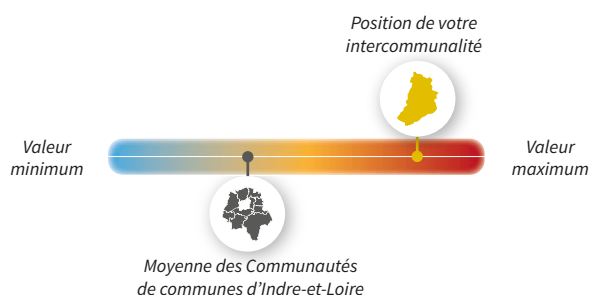 Position de votre
intercommunalité
Valeur
minimum
Valeur
maximum
Moyenne des Communautés
de communes d'Indre-et-Loire